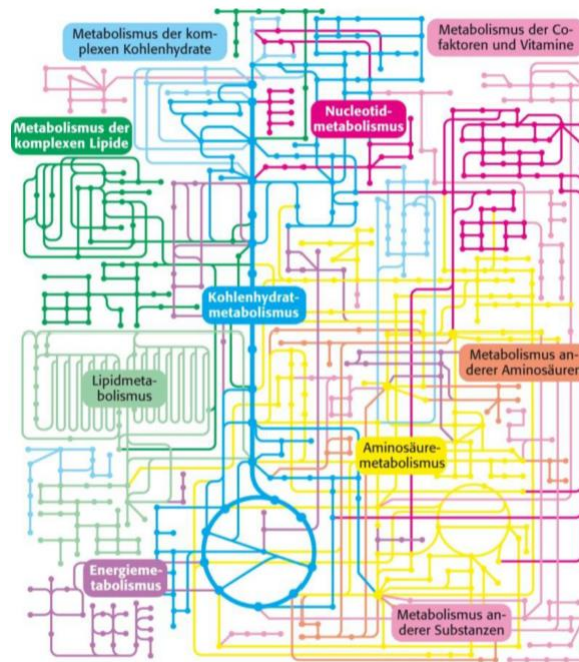 Metabolismus der kom-
plexen Kohlenhydrate
Metabolismus der Co-
faktoren und Vitamine
Nucleotid-
metabolismus
Metabolismus der
komplexen Lipide
Kohlenhydrat-
metabolismus
Metabolismus an-
derer Aminosäuren
Lipidmeta-
bolismus
Aminosäure-
metabolismus
Energieme-
tabolismus
Metabolismus an-
derer Substanzen